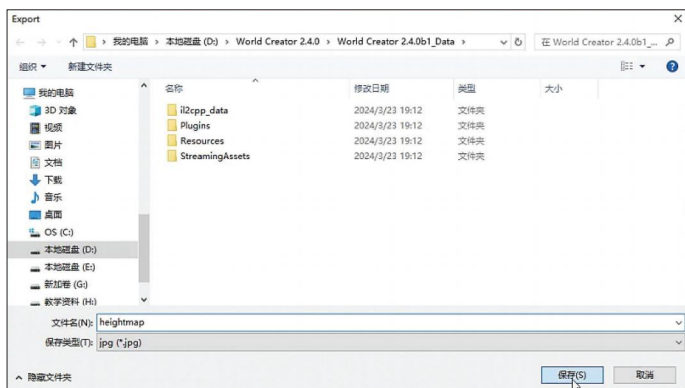 Export
我的电脑 › 本地磁盘 (D:) › World Creator 2.4.0 › World Creator 2.4.0b1_Data ›
在 World Creator 2.4.0b1_...
组织 新建文件夹
名称 修改日期 类型 大小
我的电脑
3D 对象
视频
图片
文档
下载
音乐
桌面
OS (C:)
本地磁盘 (D:)
本地磁盘 (E:)
新加卷 (G:)
教学资料 (H:)
il2cpp_data 2024/3/23 19:12 文件夹
Plugins 2024/3/23 19:12 文件夹
Resources 2024/3/23 19:12 文件夹
StreamingAssets 2024/3/23 19:12 文件夹
文件名(N): heightmap
保存类型(T): jpg (*.jpg)
隐藏文件夹 保存(S) 取消